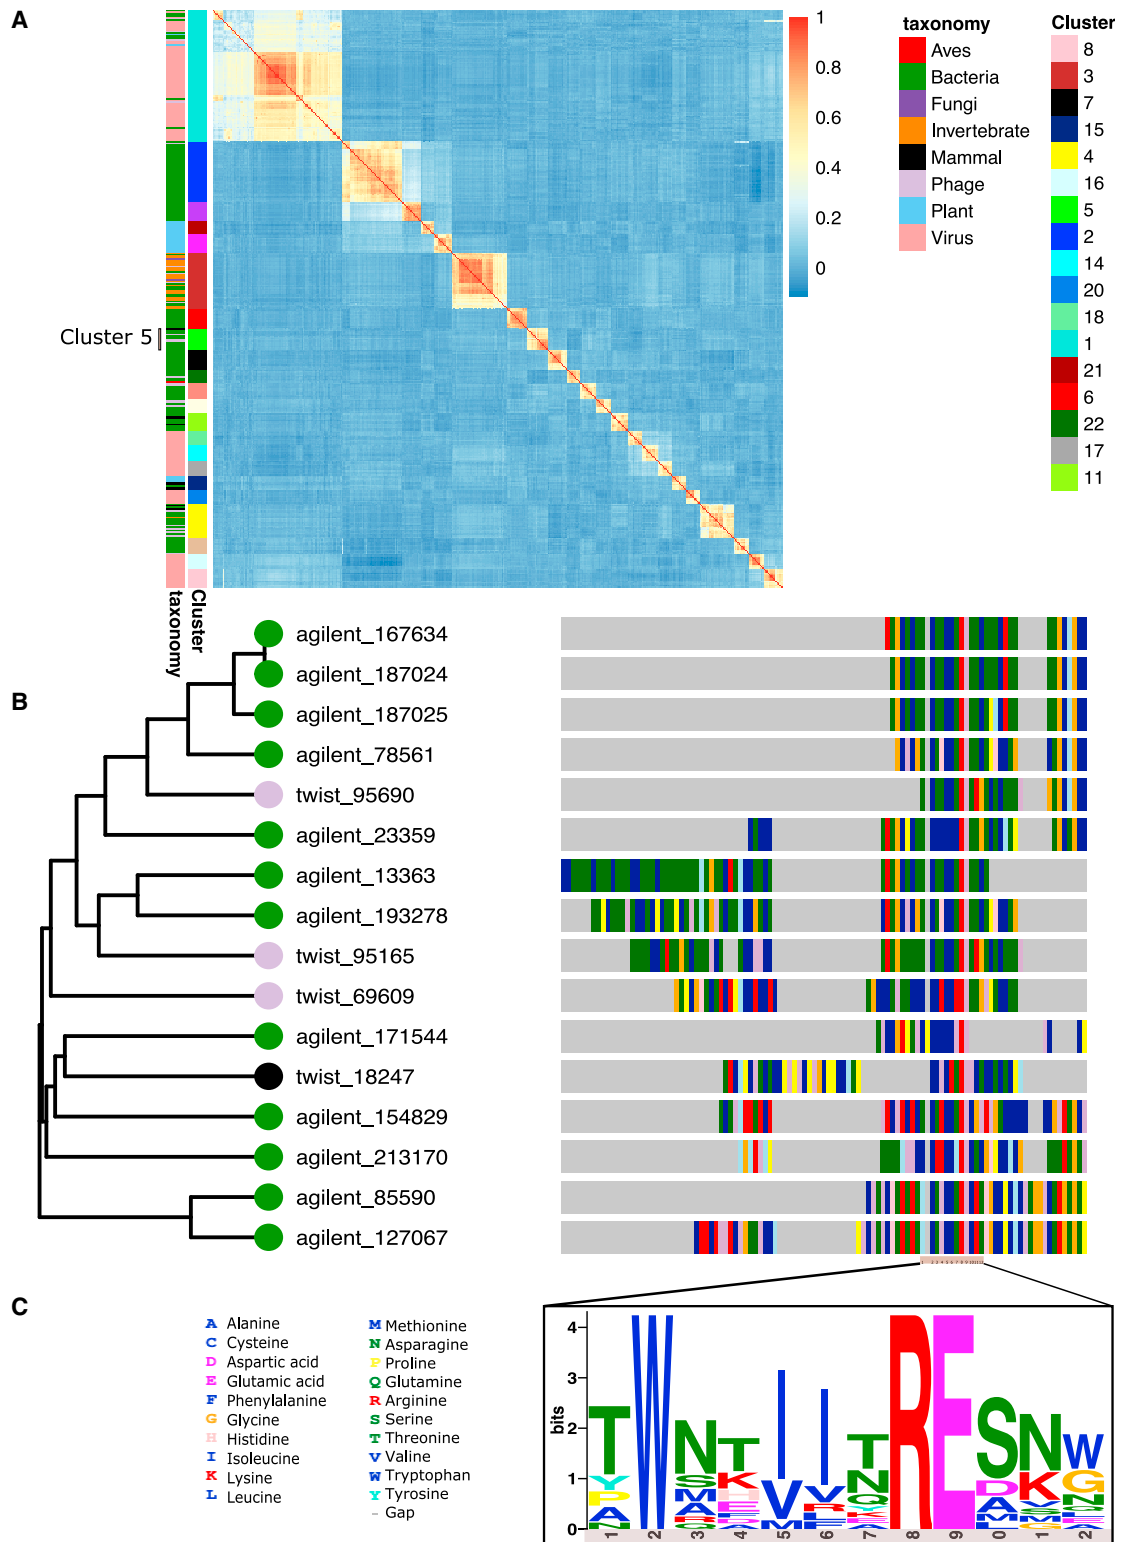 A
1
0.8
0.6
0.4
0.2
0
taxonomy
Aves
Bacteria
Fungi
Invertebrate
Mammal
Phage
Plant
Virus
Cluster
8
3
7
15
4
16
5
2
14
20
18
1
21
6
22
17
11
Cluster 5
taxonomy
Cluster
B
agilent_167634
agilent_187024
agilent_187025
agilent_78561
twist_95690
agilent_23359
agilent_13363
agilent_193278
twist_95165
twist_69609
agilent_171544
twist_18247
agilent_154829
agilent_213170
agilent_85590
agilent_127067
C
A Alanine
C Cysteine
D Aspartic acid
E Glutamic acid
F Phenylalanine
G Glycine
H Histidine
I Isoleucine
K Lysine
L Leucine
M Methionine
N Asparagine
P Proline
Q Glutamine
R Arginine
S Serine
T Threonine
V Valine
W Tryptophan
Y Tyrosine
– Gap
bits
4
3
2
1
0
T W N T I I T R E S N W
Y S K V V N D K G
P M H R Q A
A A E
1 2 3 4 5 6 7 8 9 0 1 2